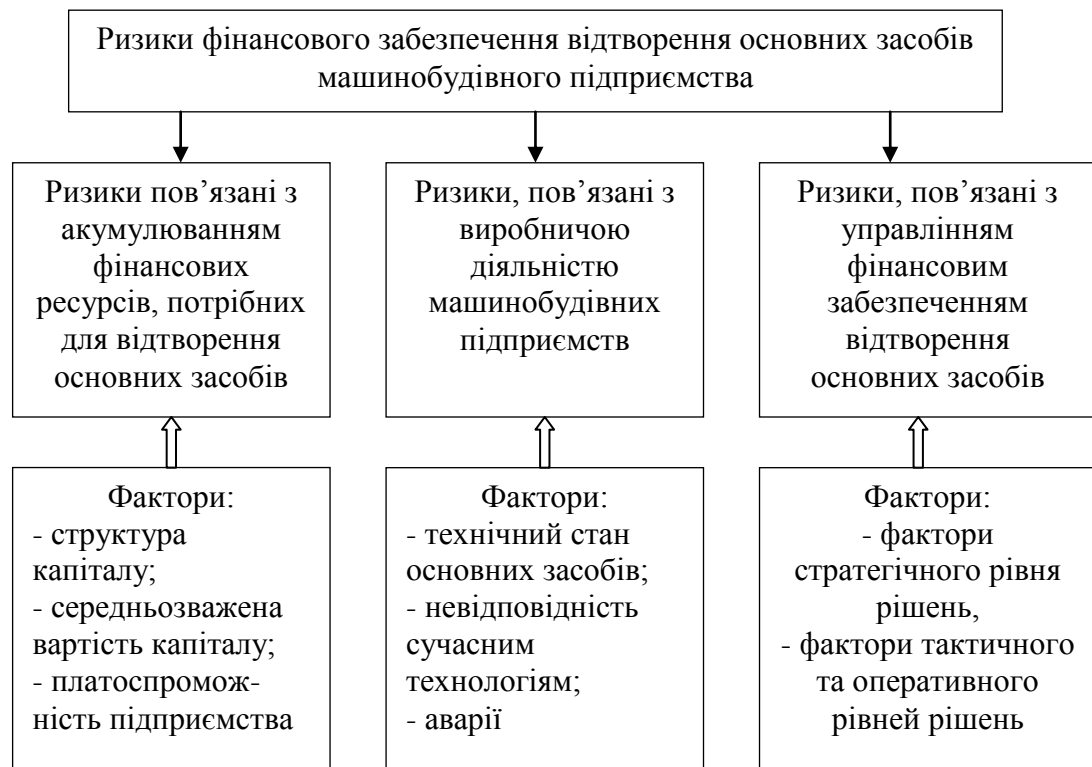 Ризики фінансового забезпечення відтворення основних засобів
машинобудівного підприємства
Ризики пов’язані з
акумулюванням
фінансових
ресурсів, потрібних
для відтворення
основних засобів
Ризики, пов’язані з
виробничою
діяльністю
машинобудівних
підприємств
Ризики, пов’язані з
управлінням
фінансовим
забезпеченням
відтворення
основних засобів
Фактори:
- структура
капіталу;
- середньозважена
вартість капіталу;
- платоспромож-
ність підприємства
Фактори:
- технічний стан
основних засобів;
- невідповідність
сучасним
технологіям;
- аварії
Фактори:
- фактори
стратегічного рівня
рішень,
- фактори тактичного
та оперативного
рівней рішень